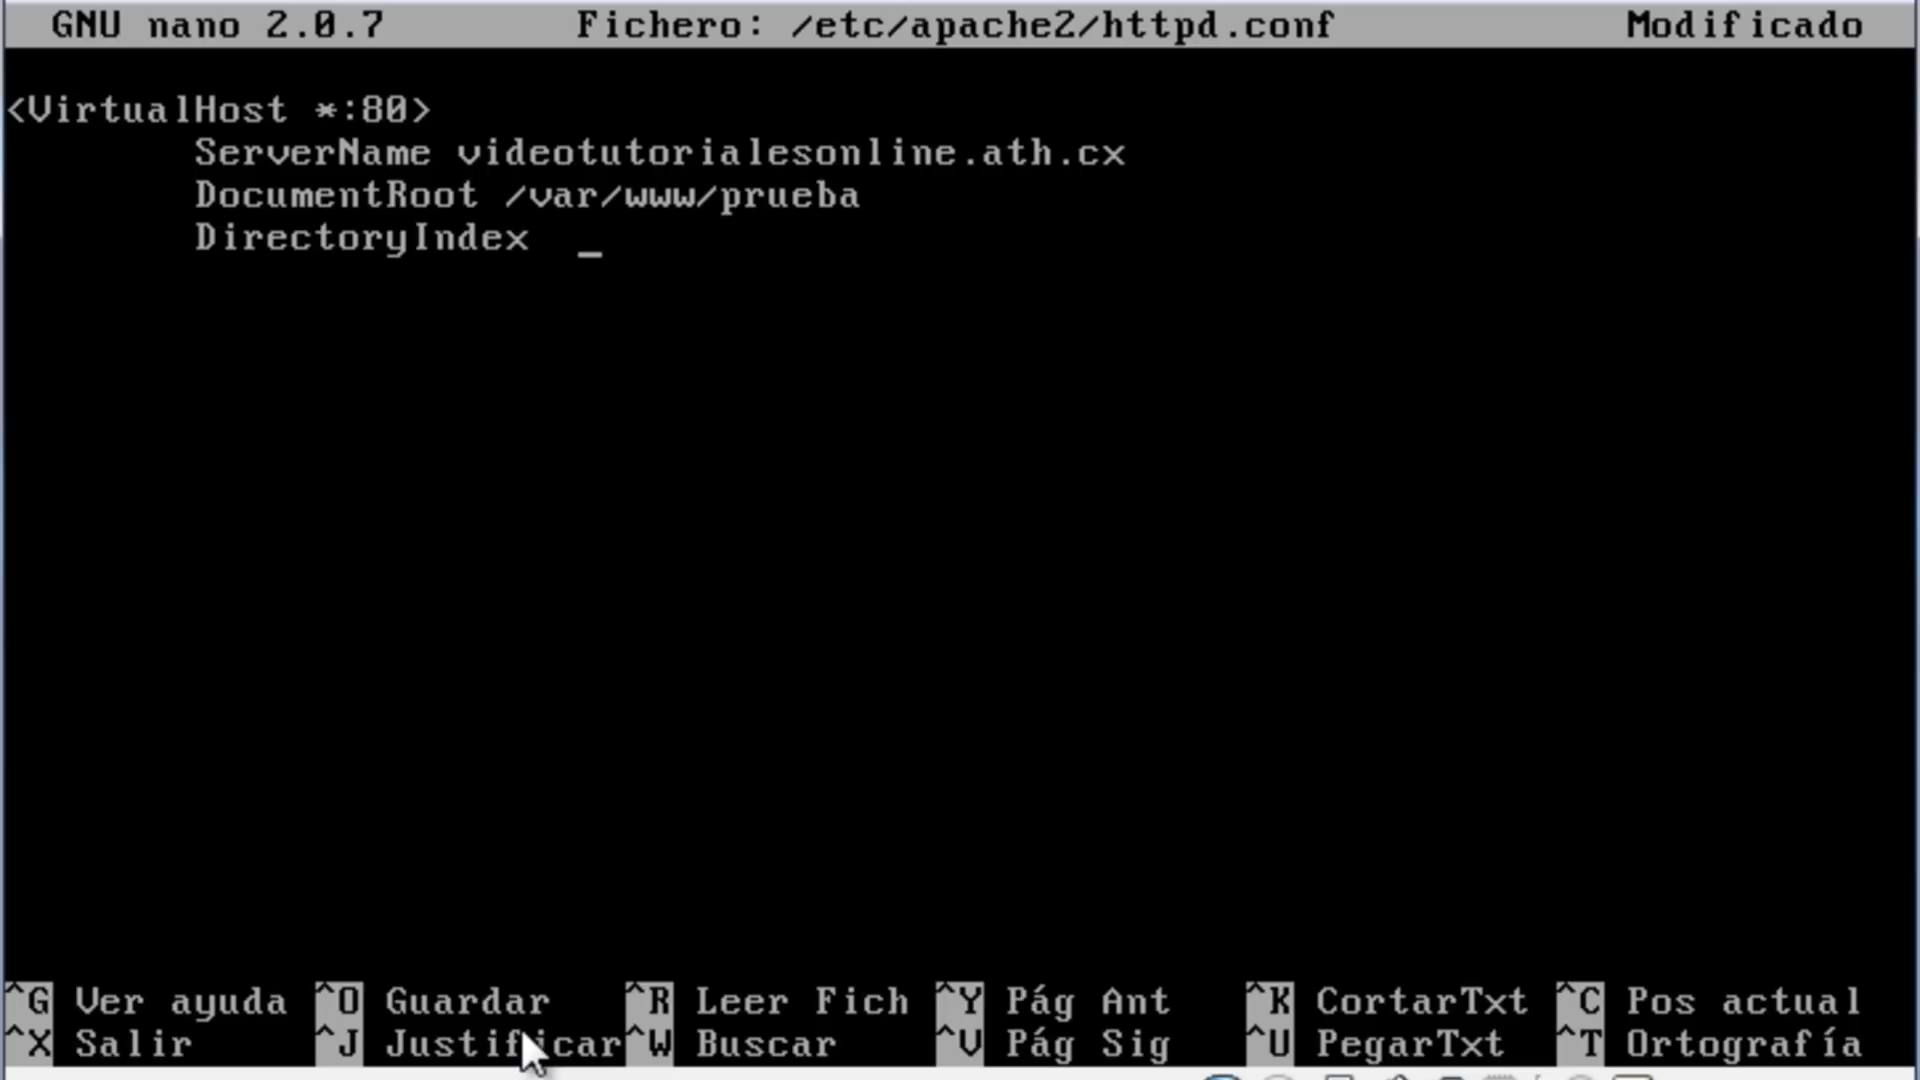 GNU nano 2.0.7 Fichero: /etc/apache2/httpd.conf Modificado
<VirtualHost *:80>
ServerName videotutorialesonline.ath.cx
DocumentRoot /var/www/prueba
DirectoryIndex _
^G Ver ayuda ^O Guardar ^R Leer Fich ^Y Pág Ant ^K CortarTxt ^C Pos actual
^X Salir ^J Justificar ^W Buscar ^V Pág Sig ^U PegarTxt ^T Ortografía